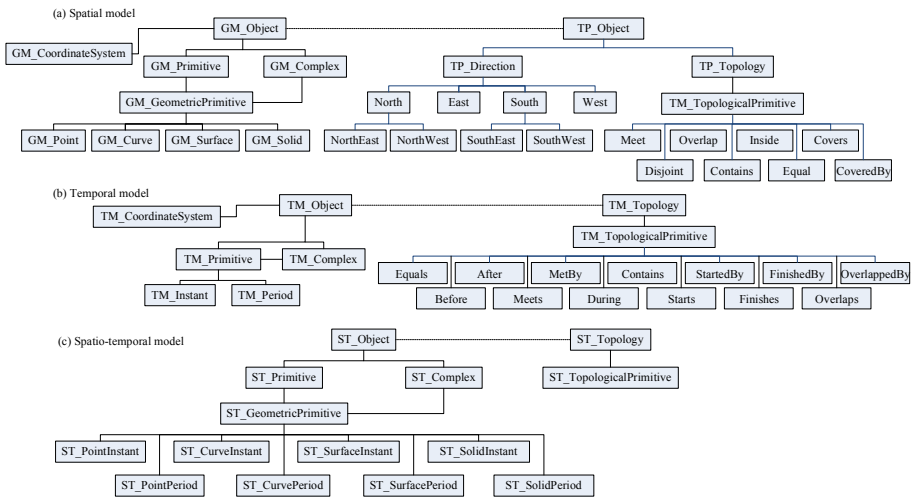 (a) Spatial model
GM_Object
TP_Object
GM_CoordinateSystem
GM_Primitive
GM_Complex
TP_Direction
TP_Topology
GM_GeometricPrimitive
North
East
South
West
TM_TopologicalPrimitive
GM_Point
GM_Curve
GM_Surface
GM_Solid
NorthEast
NorthWest
SouthEast
SouthWest
Meet
Overlap
Inside
Covers
Disjoint
Contains
Equal
CoveredBy
(b) Temporal model
TM_CoordinateSystem
TM_Object
TM_Topology
TM_TopologicalPrimitive
TM_Primitive
TM_Complex
TM_Instant
TM_Period
Equals
After
MetBy
Contains
StartedBy
FinishedBy
OverlappedBy
Before
Meets
During
Starts
Finishes
Overlaps
(c) Spatio-temporal model
ST_Object
ST_Topology
ST_Primitive
ST_Complex
ST_TopologicalPrimitive
ST_GeometricPrimitive
ST_PointInstant
ST_CurveInstant
ST_SurfaceInstant
ST_SolidInstant
ST_PointPeriod
ST_CurvePeriod
ST_SurfacePeriod
ST_SolidPeriod